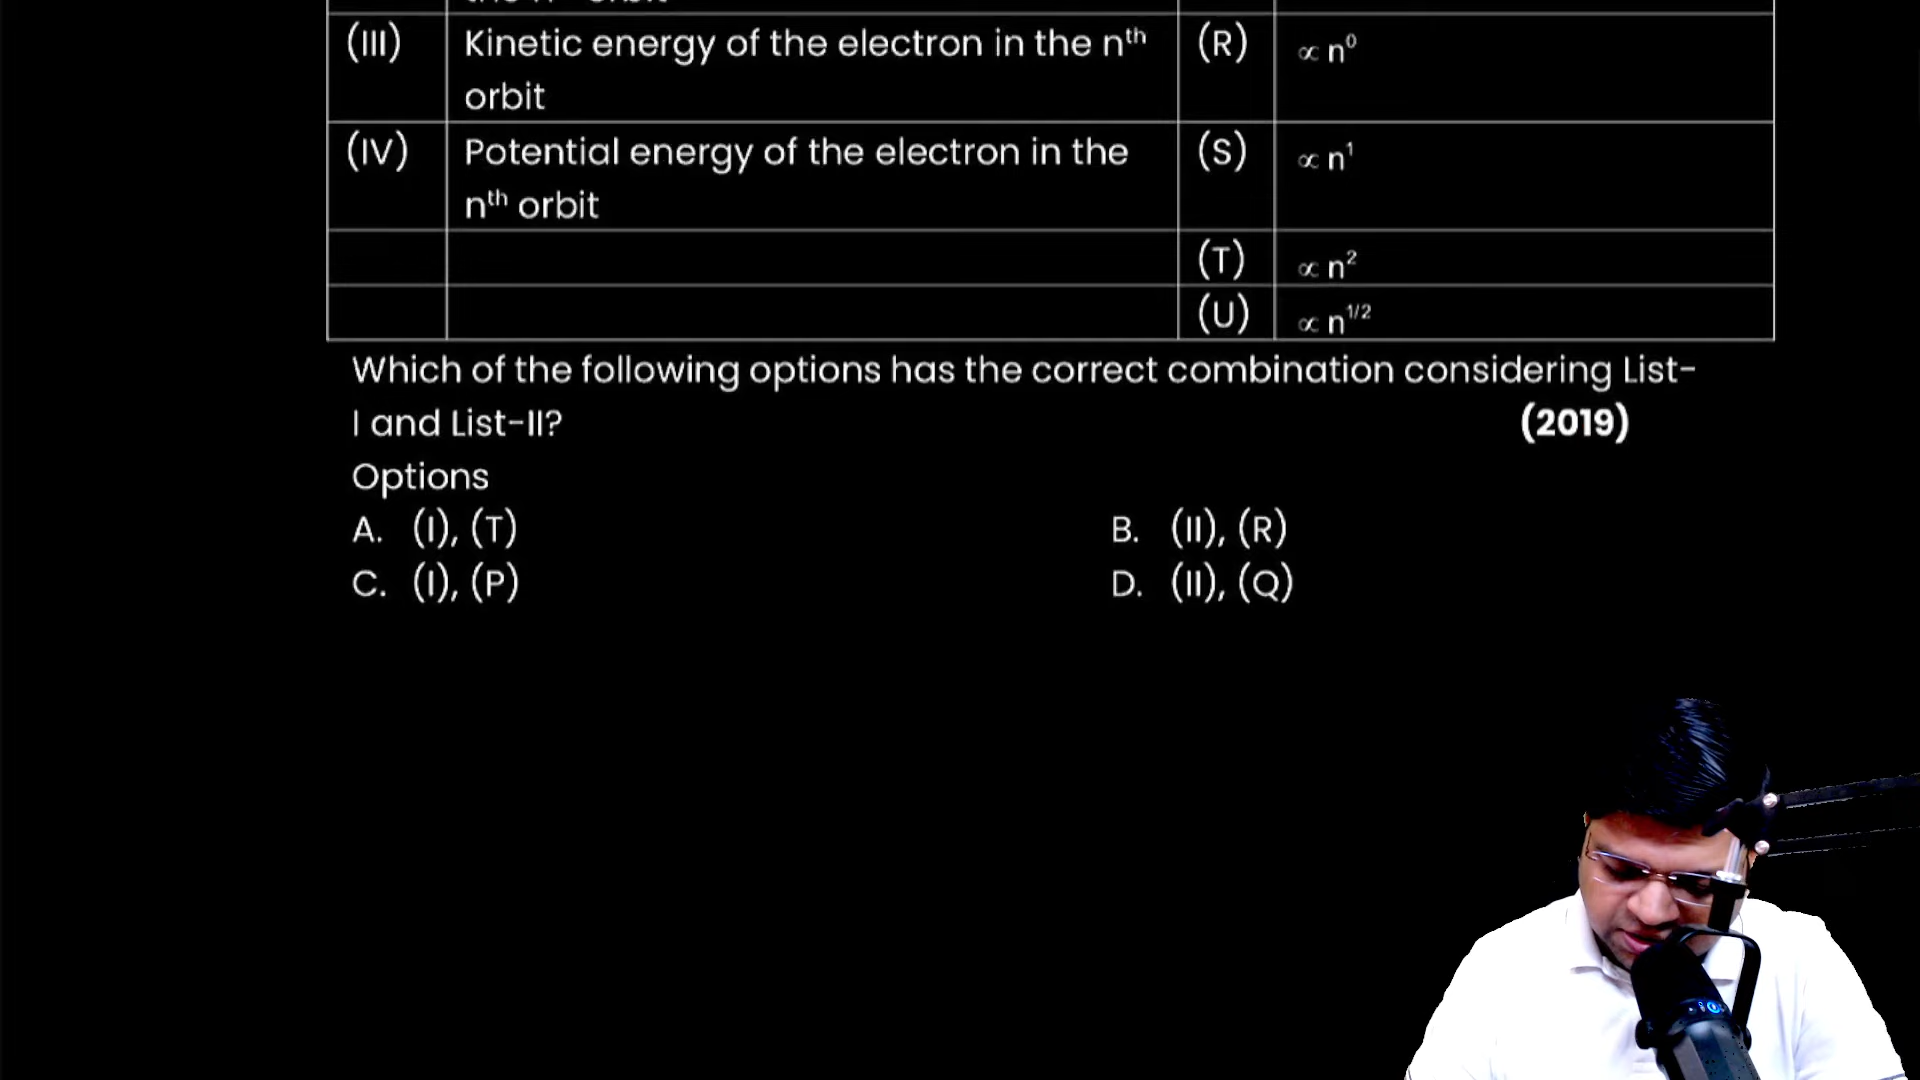 (III) Kinetic energy of the electron in the nᵗʰ (R) ∝ n⁰
orbit
(IV) Potential energy of the electron in the (S) ∝ n¹
nᵗʰ orbit
(T) ∝ n²
(U) ∝ n¹ᐟ²
Which of the following options has the correct combination considering List-
I and List-II? (2019)
Options
A. (I), (T) B. (II), (R)
C. (I), (P) D. (II), (Q)